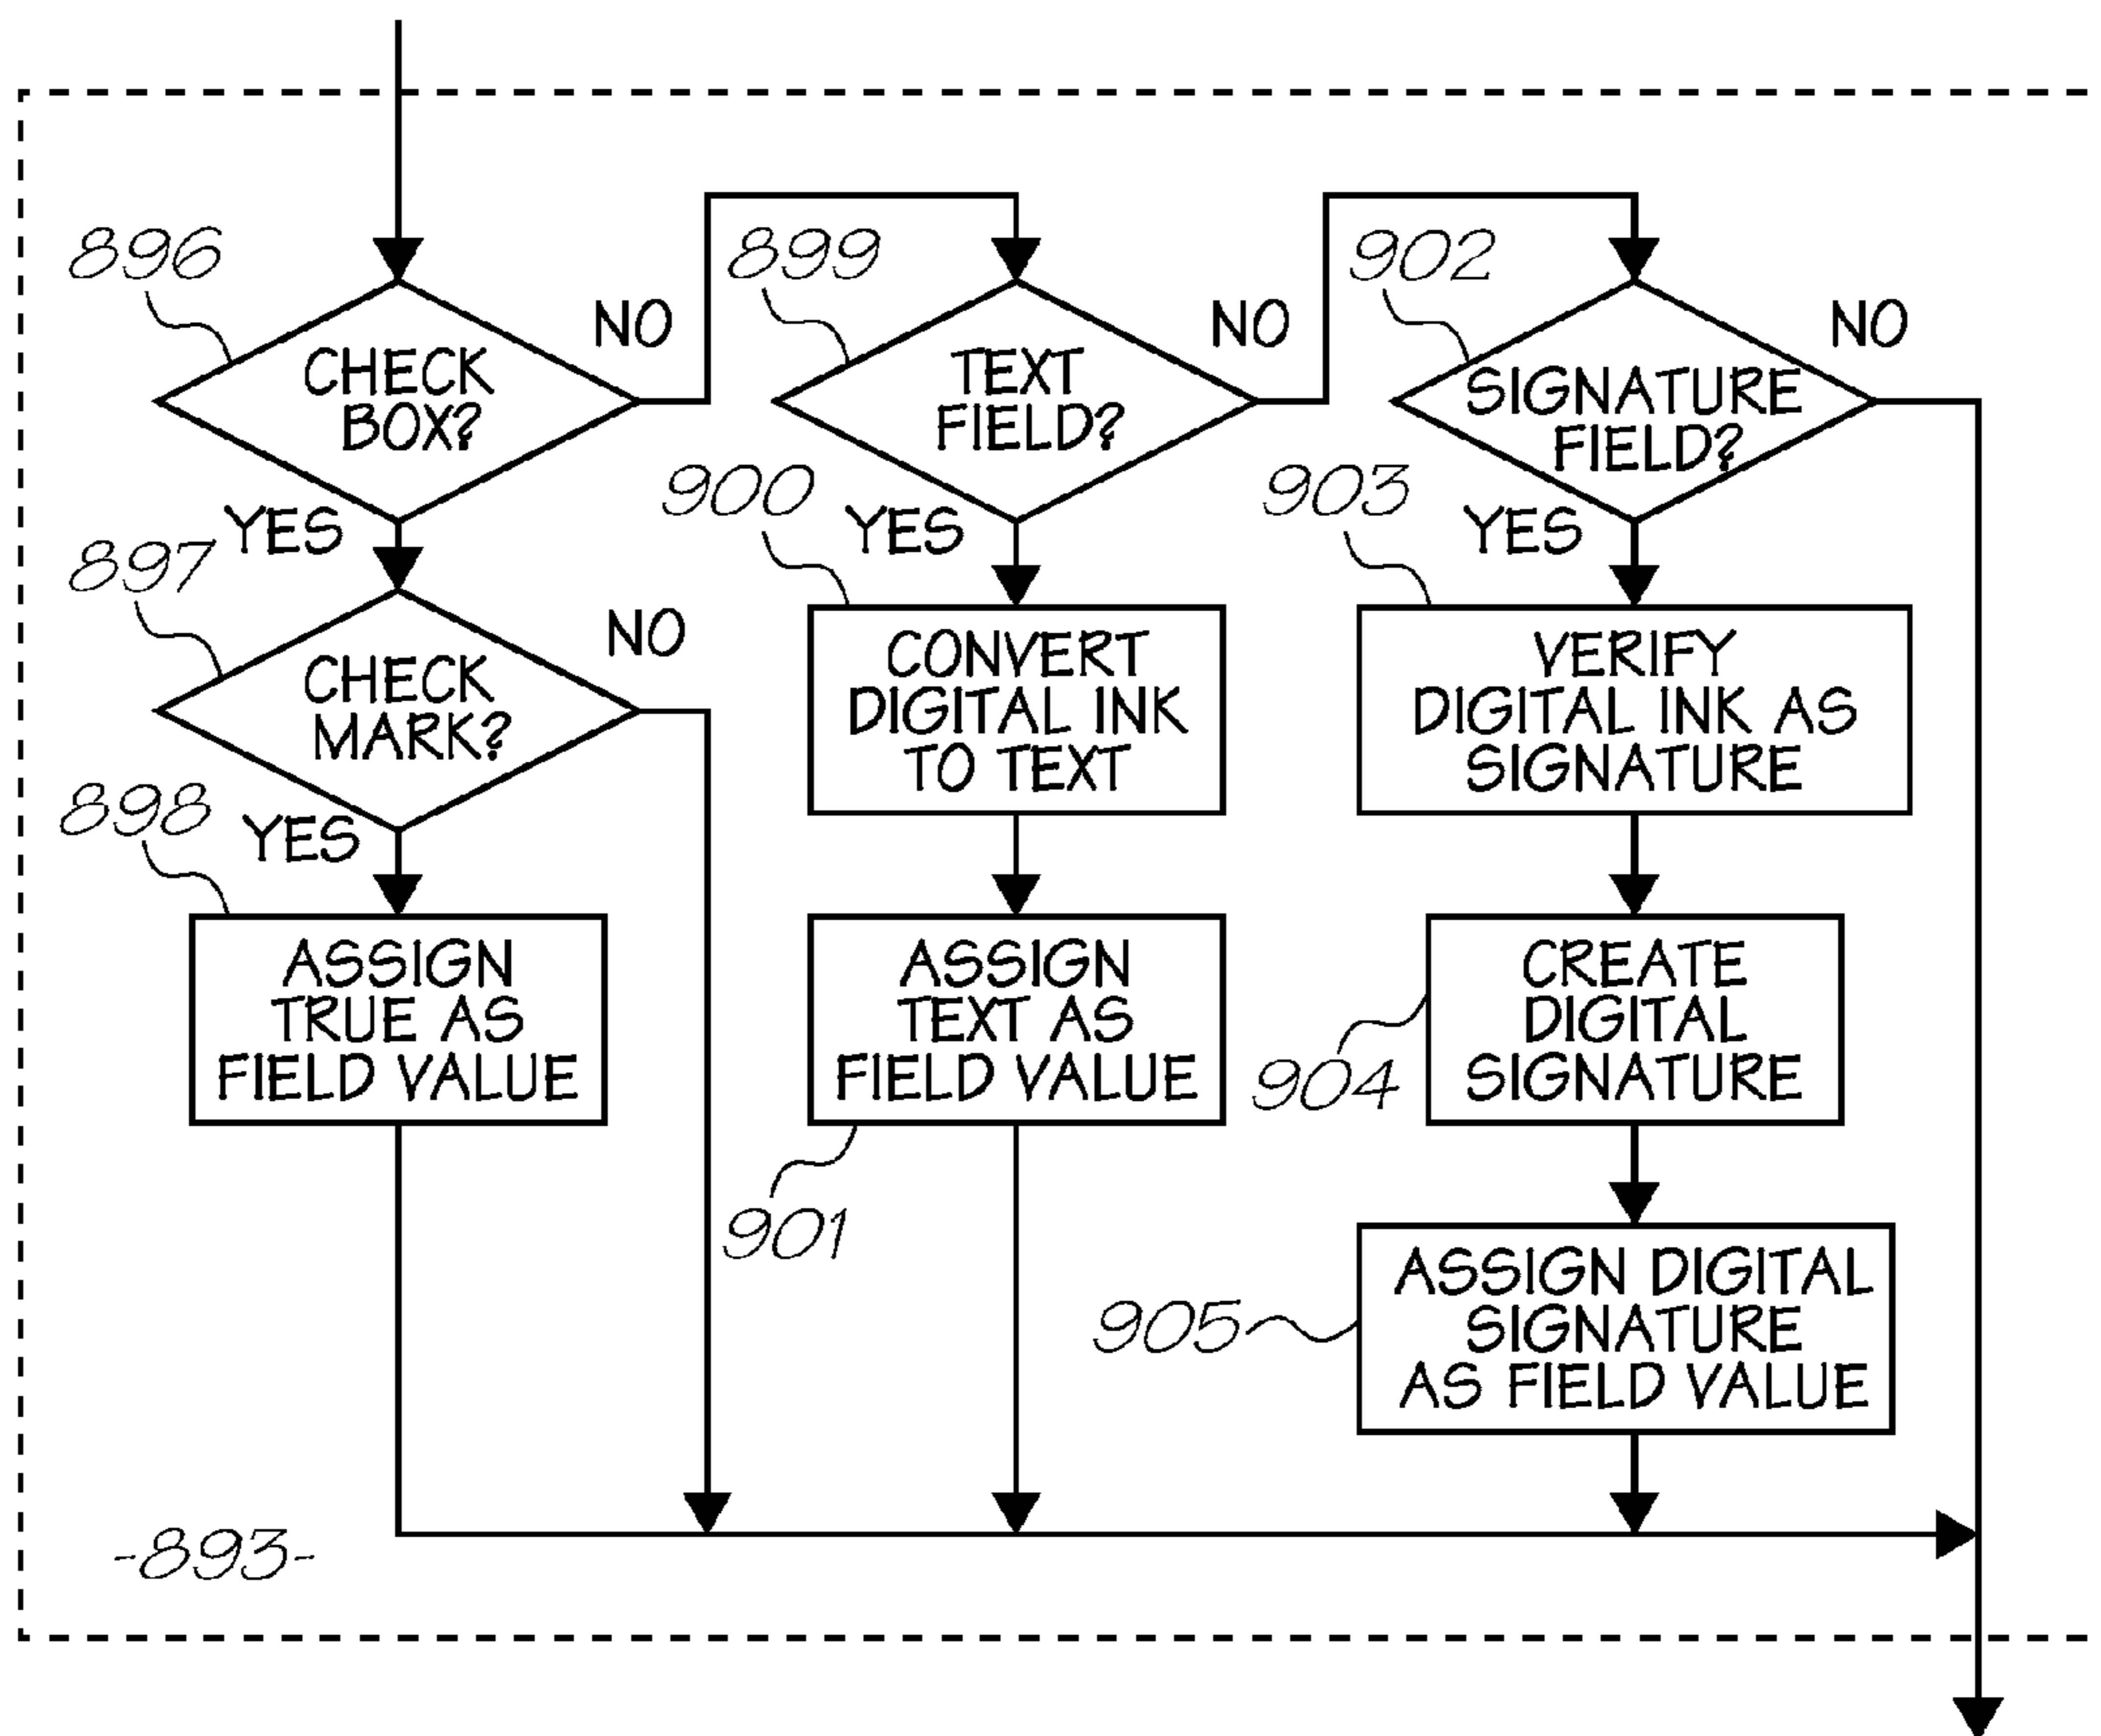 896
CHECK
BOX?
NO
YES
897
CHECK
MARK?
NO
YES
898
ASSIGN
TRUE AS
FIELD VALUE
899
TEXT
FIELD?
NO
YES
900
CONVERT
DIGITAL INK
TO TEXT
ASSIGN
TEXT AS
FIELD VALUE
901
902
SIGNATURE
FIELD?
NO
YES
903
VERIFY
DIGITAL INK AS
SIGNATURE
CREATE
DIGITAL
SIGNATURE
904
ASSIGN DIGITAL
SIGNATURE
AS FIELD VALUE
905
-893-